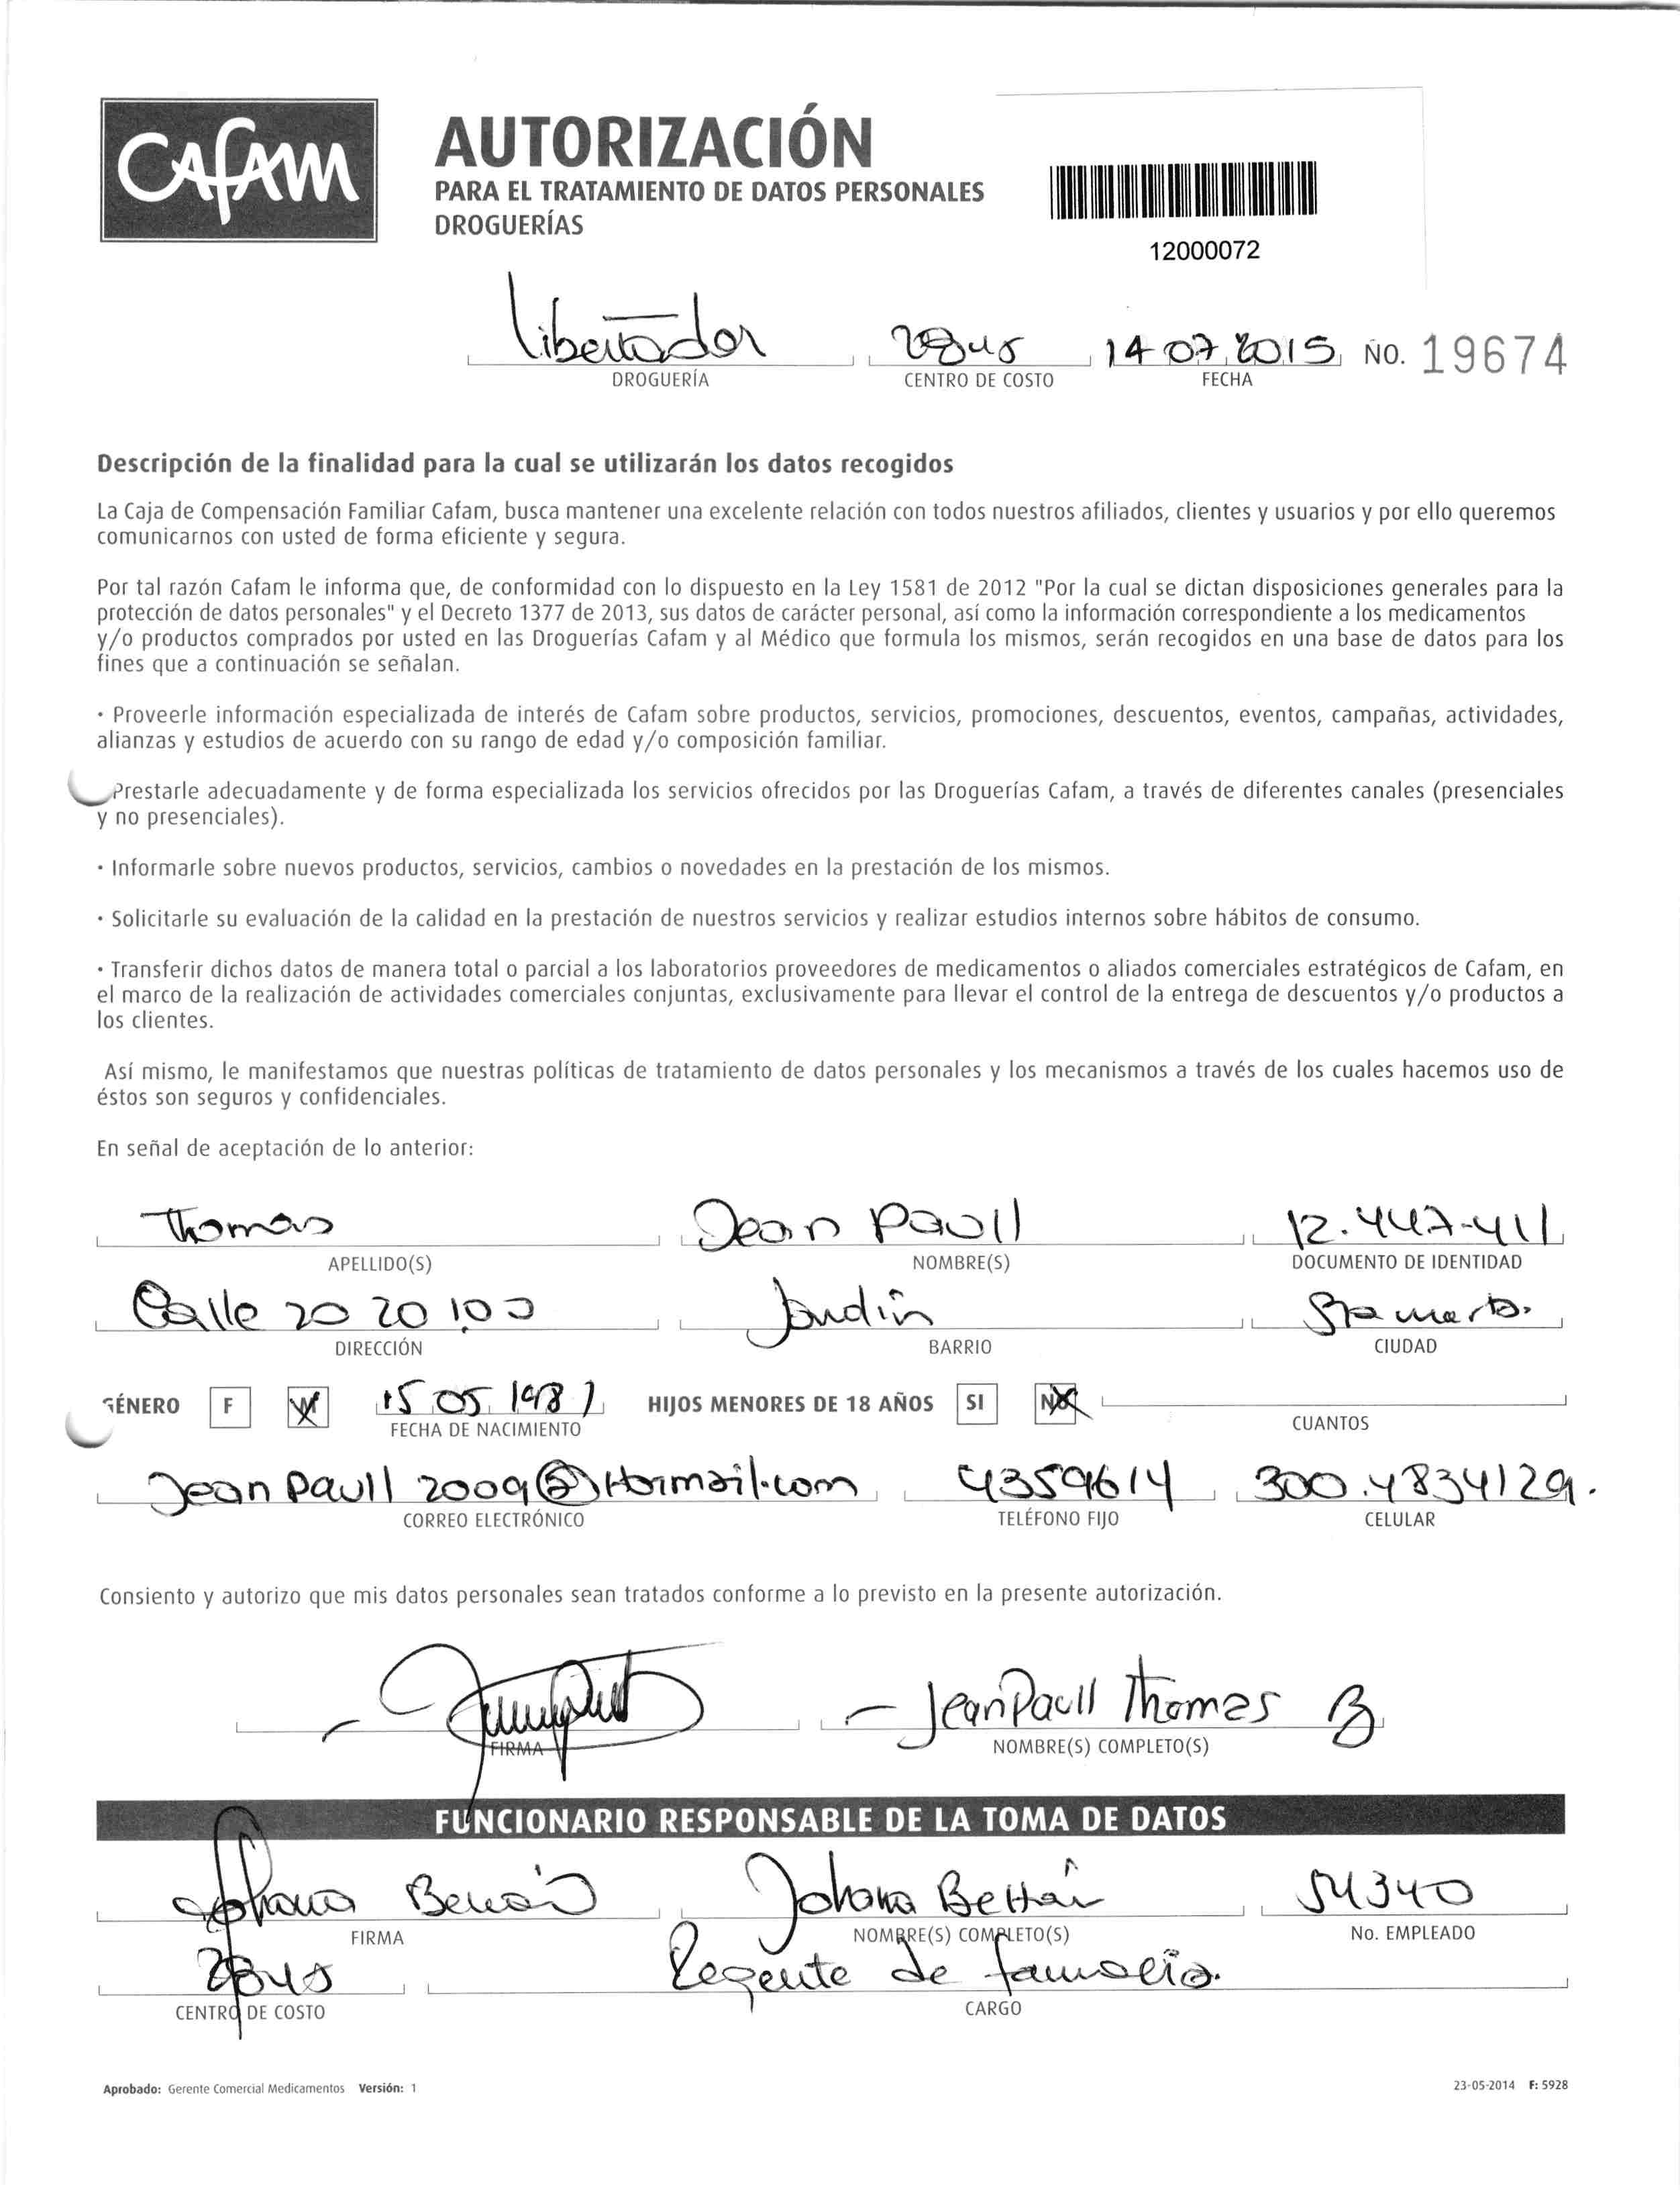 CAFAM
AUTORIZACIÓN
PARA EL TRATAMIENTO DE DATOS PERSONALES
DROGUERÍAS
12000072
Libertador 14 07 2015 NO. 19674
DROGUERÍA CENTRO DE COSTO FECHA
Descripción de la finalidad para la cual se utilizarán los datos recogidos
La Caja de Compensación Familiar Cafam, busca mantener una excelente relación con todos nuestros afiliados, clientes y usuarios y por ello queremos
comunicarnos con usted de forma eficiente y segura.
Por tal razón Cafam le informa que, de conformidad con lo dispuesto en la Ley 1581 de 2012 "Por la cual se dictan disposiciones generales para la
protección de datos personales" y el Decreto 1377 de 2013, sus datos de carácter personal, así como la información correspondiente a los medicamentos
y/o productos comprados por usted en las Droguerías Cafam y al Médico que formula los mismos, serán recogidos en una base de datos para los
fines que a continuación se señalan.
· Proveerle información especializada de interés de Cafam sobre productos, servicios, promociones, descuentos, eventos, campañas, actividades,
alianzas y estudios de acuerdo con su rango de edad y/o composición familiar.
Prestarle adecuadamente y de forma especializada los servicios ofrecidos por las Droguerías Cafam, a través de diferentes canales (presenciales
y no presenciales).
· Informarle sobre nuevos productos, servicios, cambios o novedades en la prestación de los mismos.
· Solicitarle su evaluación de la calidad en la prestación de nuestros servicios y realizar estudios internos sobre hábitos de consumo.
· Transferir dichos datos de manera total o parcial a los laboratorios proveedores de medicamentos o aliados comerciales estratégicos de Cafam, en
el marco de la realización de actividades comerciales conjuntas, exclusivamente para llevar el control de la entrega de descuentos y/o productos a
los clientes.
Así mismo, le manifestamos que nuestras políticas de tratamiento de datos personales y los mecanismos a través de los cuales hacemos uso de
éstos son seguros y confidenciales.
En señal de aceptación de lo anterior:
Thomas Jean Paull 12.447.411
APELLIDO(S) NOMBRE(S) DOCUMENTO DE IDENTIDAD
Calle 20 20 100 Jardin Sta marta.
DIRECCIÓN BARRIO CIUDAD
GÉNERO F M 15 05 1981 HIJOS MENORES DE 18 AÑOS SI NO
FECHA DE NACIMIENTO CUANTOS
Jean paull 2009@Hotmail.com 4359614 300.4834129.
CORREO ELECTRÓNICO TELÉFONO FIJO CELULAR
Consiento y autorizo que mis datos personales sean tratados conforme a lo previsto en la presente autorización.
Jean Paull Thomas B
FIRMA NOMBRE(S) COMPLETO(S)
FUNCIONARIO RESPONSABLE DE LA TOMA DE DATOS
Johana Beltrán Johana Beltrán 54340
FIRMA NOMBRE(S) COMPLETO(S) No. EMPLEADO
Regente de farmacia.
CENTRO DE COSTO CARGO
Aprobado: Gerente Comercial Medicamentos Versión: 1 23-05-2014 F: 5928